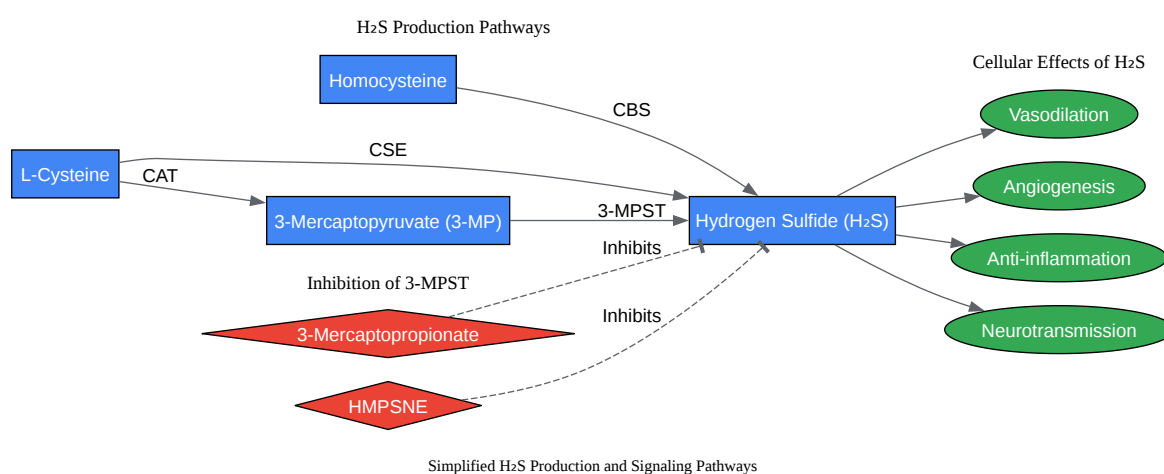 H₂S Production Pathways
Homocysteine
Cellular Effects of H₂S
Vasodilation
CBS
CSE
L-Cysteine
CAT
Angiogenesis
3-Mercaptopyruvate (3-MP)
3-MPST
Hydrogen Sulfide (H₂S)
Inhibits
Anti-inflammation
Inhibition of 3-MPST
Inhibits
3-Mercaptopropionate
Neurotransmission
HMPSNE
Simplified H₂S Production and Signaling Pathways